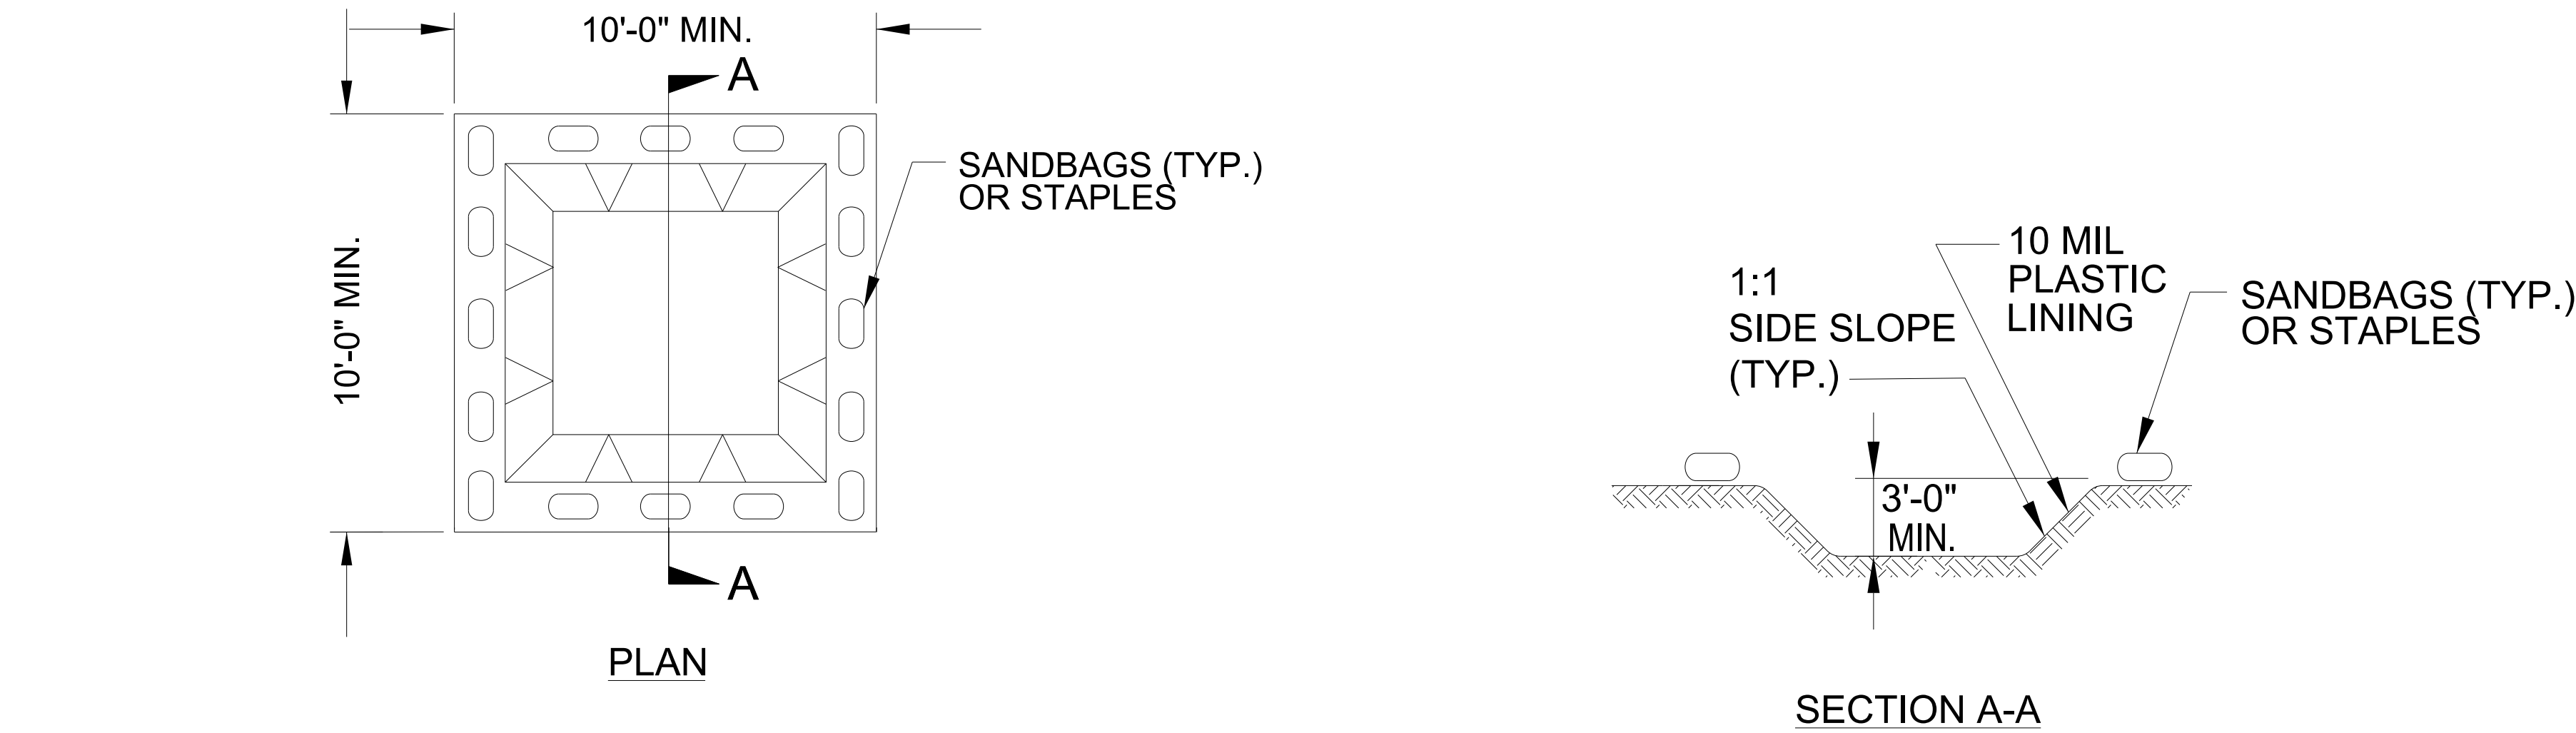 10'-0" MIN.
A
SANDBAGS (TYP.)
OR STAPLES
10'-0" MIN.
A
PLAN
10 MIL
PLASTIC
LINING
1:1
SIDE SLOPE
(TYP.)
SANDBAGS (TYP.)
OR STAPLES
3'-0"
MIN.
SECTION A-A